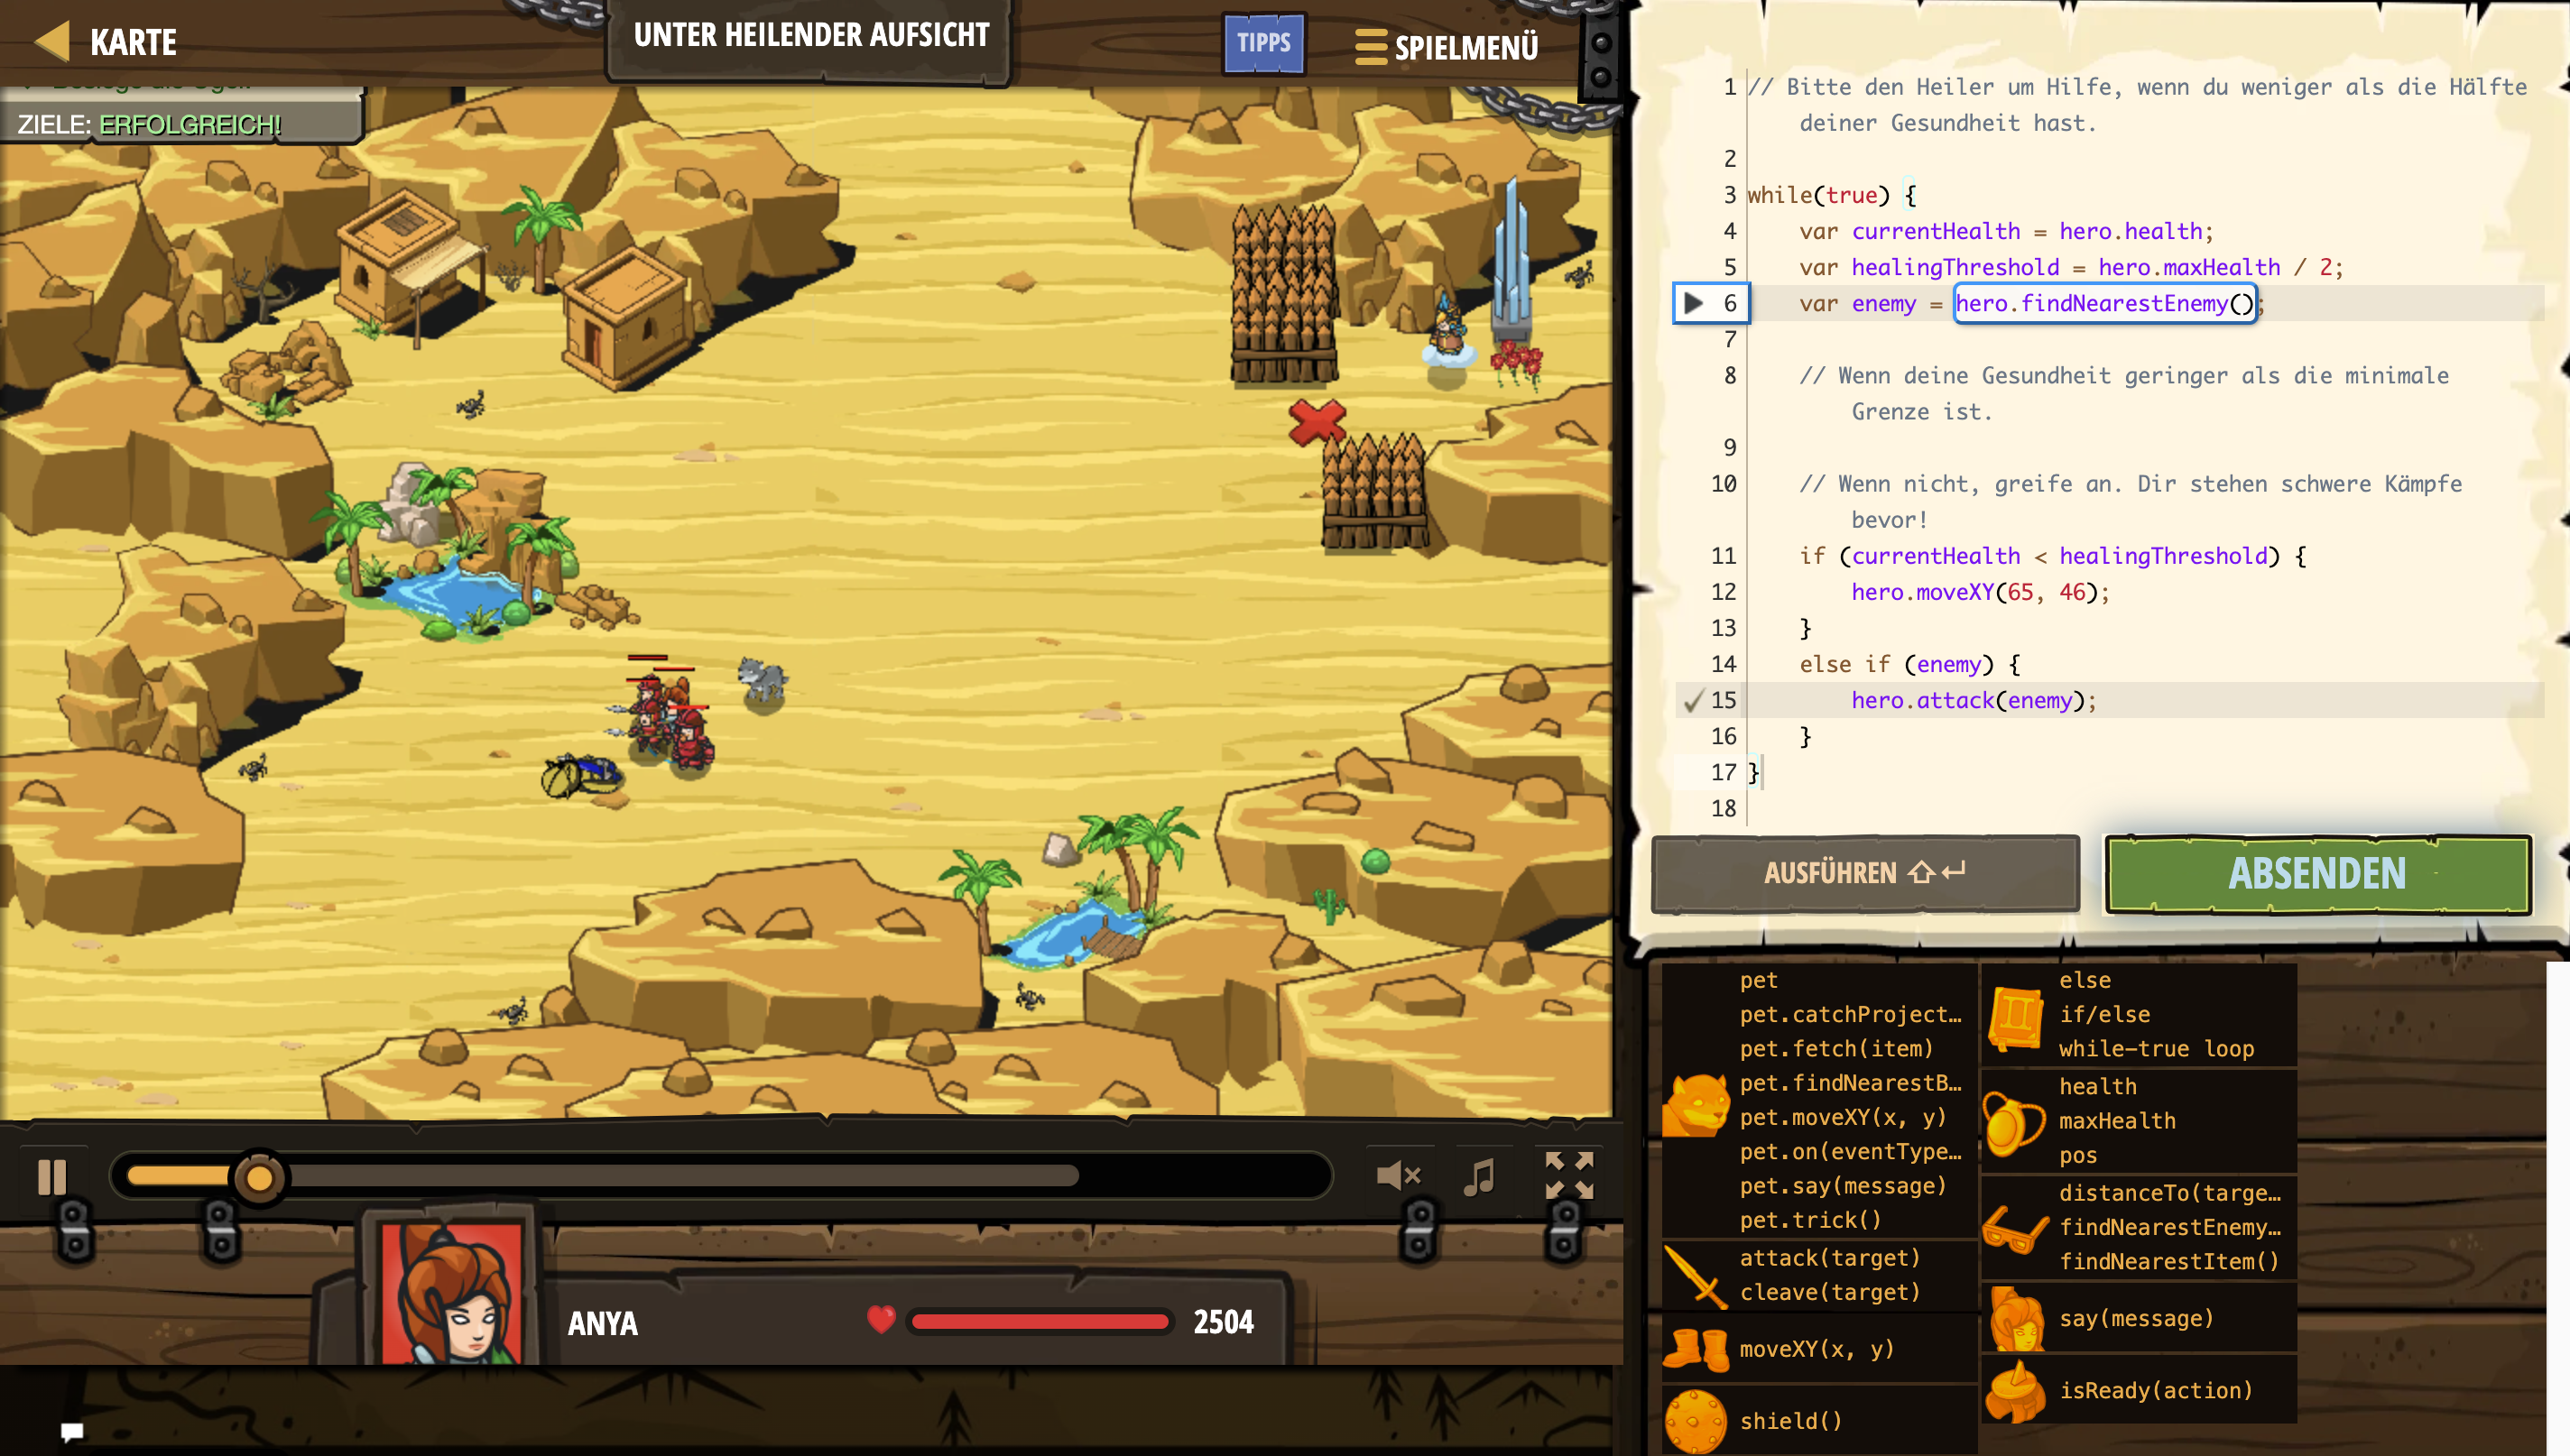 KARTE
UNTER HEILENDER AUFSICHT
TIPPS
SPIELMENÜ
ZIELE: ERFOLGREICH!
1 // Bitte den Heiler um Hilfe, wenn du weniger als die Hälfte
deiner Gesundheit hast.
2
3 while(true) {
4 var currentHealth = hero.health;
5 var healingThreshold = hero.maxHealth / 2;
6 var enemy = hero.findNearestEnemy();
7
8 // Wenn deine Gesundheit geringer als die minimale
Grenze ist.
9
10 // Wenn nicht, greife an. Dir stehen schwere Kämpfe
bevor!
11 if (currentHealth < healingThreshold) {
12 hero.moveXY(65, 46);
13 }
14 else if (enemy) {
15 hero.attack(enemy);
16 }
17 }
18
AUSFÜHREN ⇧↵
ABSENDEN
pet
pet.catchProject…
pet.fetch(item)
pet.findNearestB…
pet.moveXY(x, y)
pet.on(eventType…
pet.say(message)
pet.trick()
attack(target)
cleave(target)
moveXY(x, y)
shield()
else
if/else
while-true loop
health
maxHealth
pos
distanceTo(targe…
findNearestEnemy…
findNearestItem()
say(message)
isReady(action)
ANYA
2504